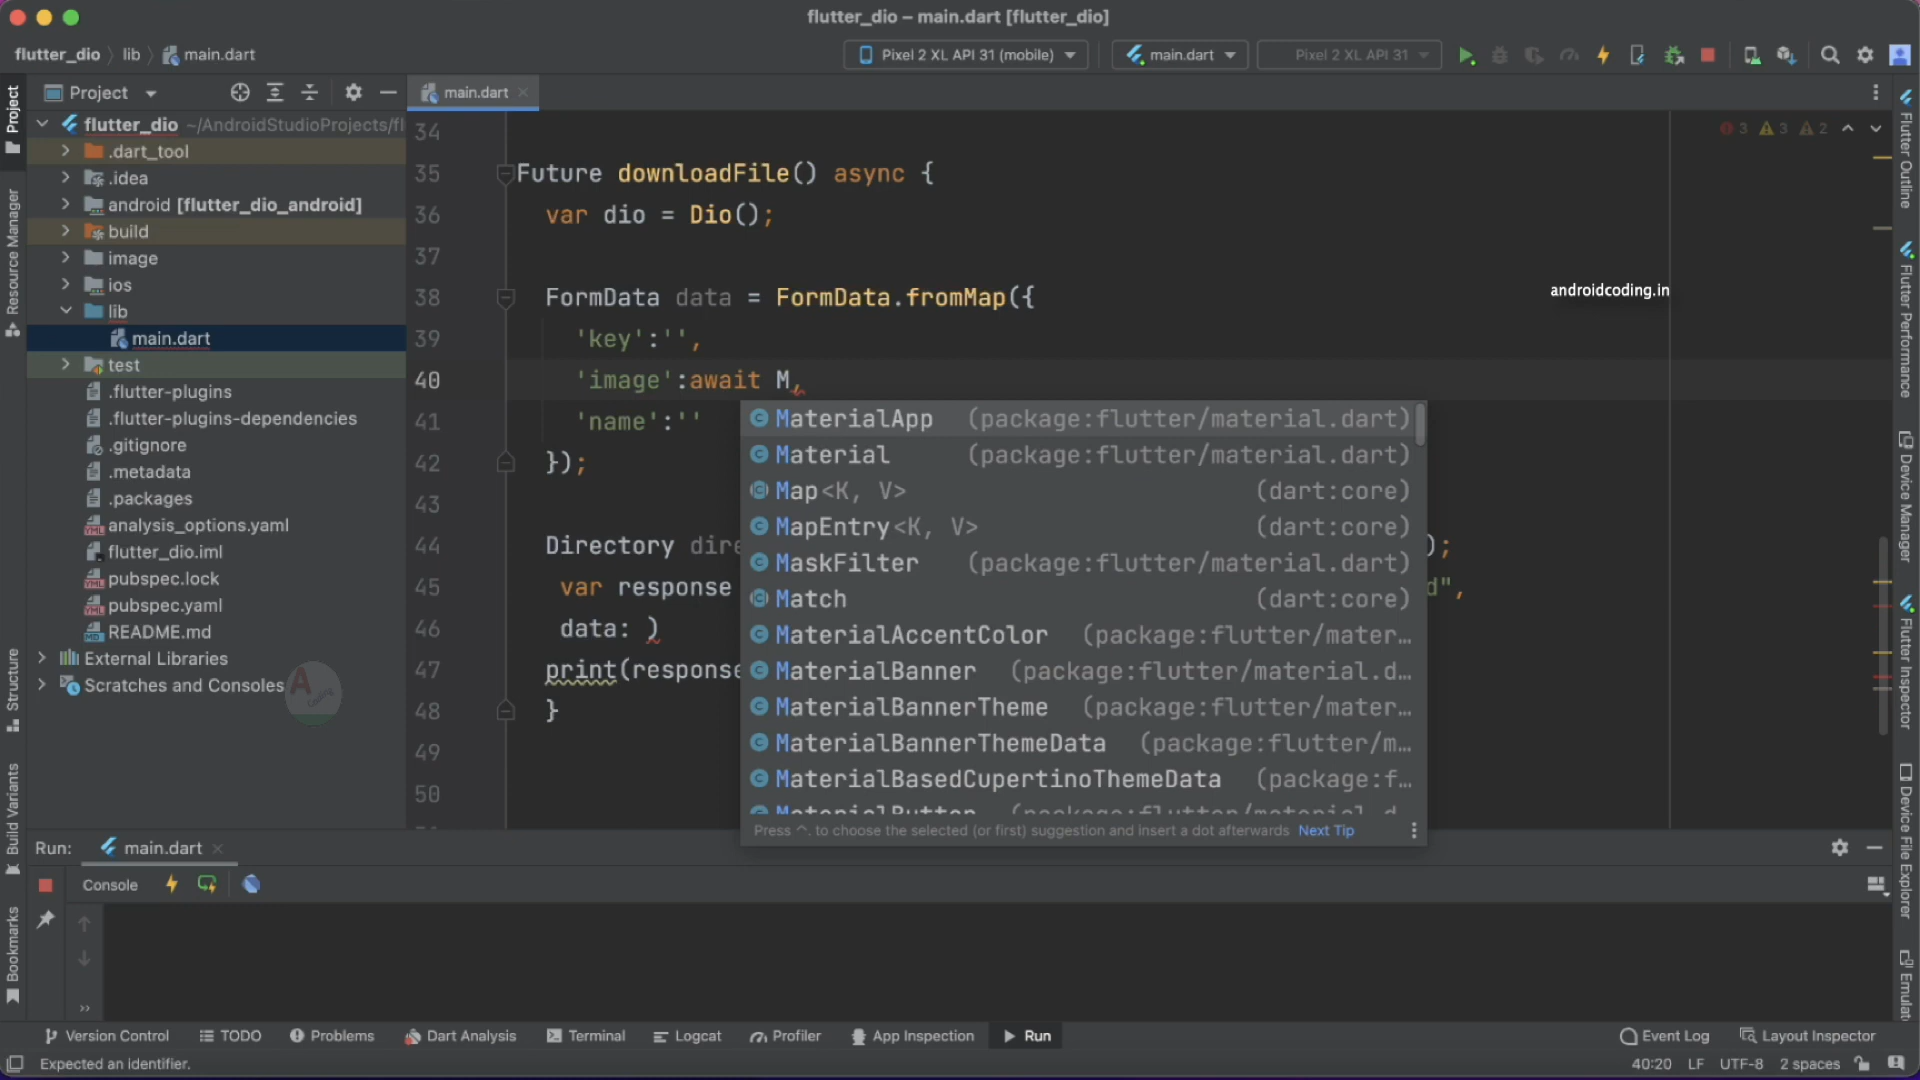 flutter_dio – main.dart [flutter_dio]
flutter_dio
lib
main.dart
Pixel 2 XL API 31 (mobile)
main.dart
Pixel 2 XL API 31
Project
main.dart
Project
Resource Manager
Structure
Build Variants
Bookmarks
flutter_dio ~/AndroidStudioProjects/fl
.dart_tool
.idea
android [flutter_dio_android]
build
image
ios
lib
main.dart
test
.flutter-plugins
.flutter-plugins-dependencies
.gitignore
.metadata
.packages
analysis_options.yaml
flutter_dio.iml
pubspec.lock
pubspec.yaml
README.md
External Libraries
Scratches and Consoles
A
Coding
3 3 2
34
35 Future downloadFile() async {
36 var dio = Dio();
37
38 FormData data = FormData.fromMap({
androidcoding.in
39 'key':'',
40 'image':await M,
41 'name':''
42 });
43
44 Directory dire );
45 var response d",
46 data: )
47 print(response
48 }
49
50
MaterialApp (package:flutter/material.dart)
Material (package:flutter/material.dart)
Map<K, V> (dart:core)
MapEntry<K, V> (dart:core)
MaskFilter (package:flutter/material.dart)
Match (dart:core)
MaterialAccentColor (package:flutter/mater…
MaterialBanner (package:flutter/material.d…
MaterialBannerTheme (package:flutter/mater…
MaterialBannerThemeData (package:flutter/m…
MaterialBasedCupertinoThemeData (package:f…
MaterialButton (package:flutter/material.d
Press ^. to choose the selected (or first) suggestion and insert a dot afterwards Next Tip
Flutter Outline
Flutter Performance
Device Manager
Flutter Inspector
Device File Explorer
Emulat
Run: main.dart
Console
Version Control TODO Problems Dart Analysis Terminal Logcat Profiler App Inspection Run Event Log Layout Inspector
Expected an identifier. 40:20 LF UTF-8 2 spaces